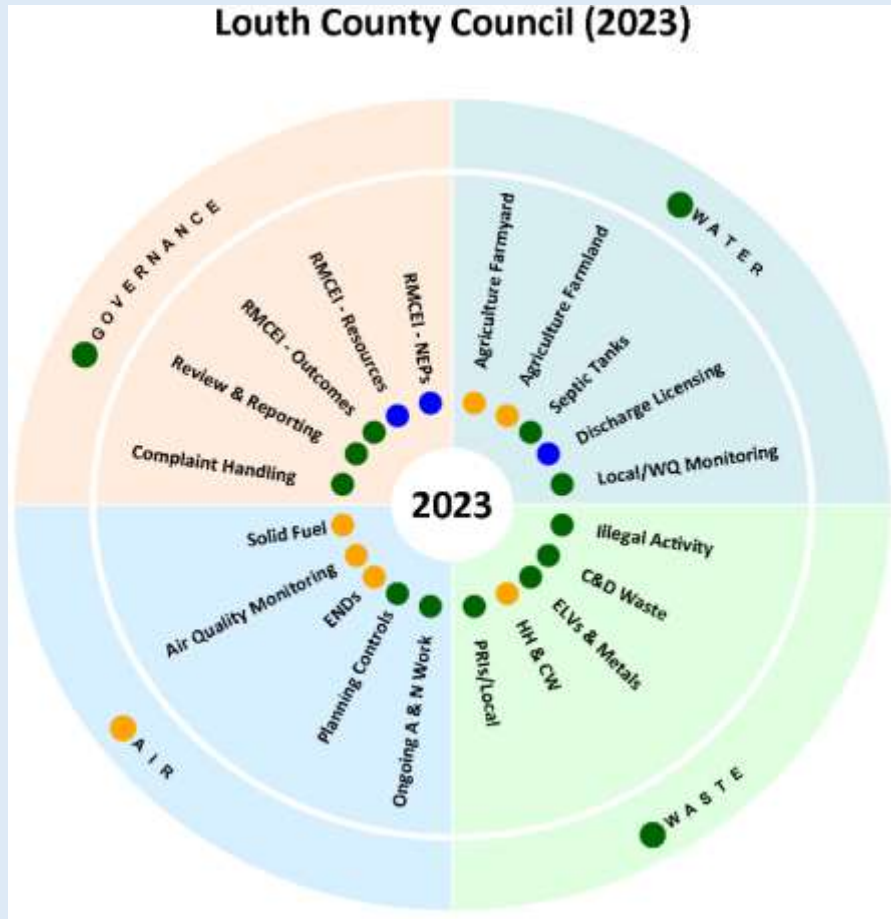 Louth County Council (2023)
GOVERNANCE
RMCEI - NEPs
RMCEI - Resources
RMCEI - Outcomes
Review & Reporting
Complaint Handling
WATER
Agriculture Farmyard
Agriculture Farmland
Septic Tanks
Discharge Licensing
Local/WQ Monitoring
2023
Solid Fuel
Air Quality Monitoring
ENDs
Planning Controls
Ongoing A & N Work
AIR
Illegal Activity
C&D Waste
ELVs & Metals
HH & CW
PRIs/Local
WASTE